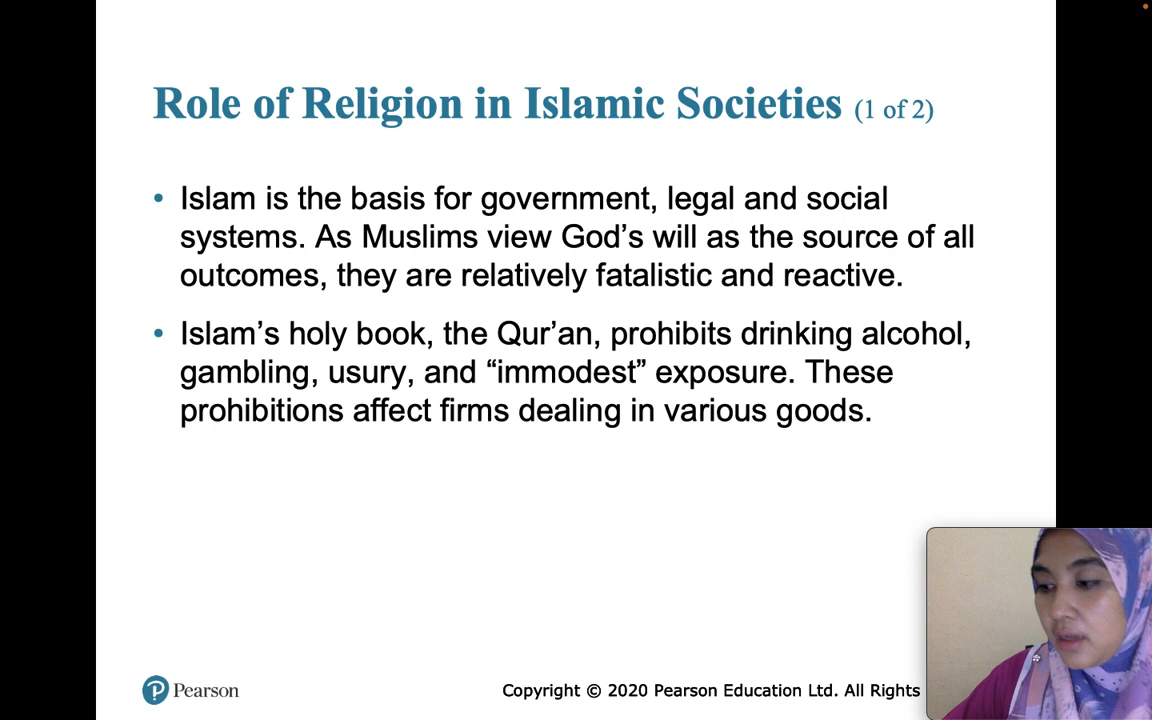 Role of Religion in Islamic Societies (1 of 2)
• Islam is the basis for government, legal and social
systems. As Muslims view God’s will as the source of all
outcomes, they are relatively fatalistic and reactive.
• Islam’s holy book, the Qur’an, prohibits drinking alcohol,
gambling, usury, and “immodest” exposure. These
prohibitions affect firms dealing in various goods.
Pearson
Copyright © 2020 Pearson Education Ltd. All Rights